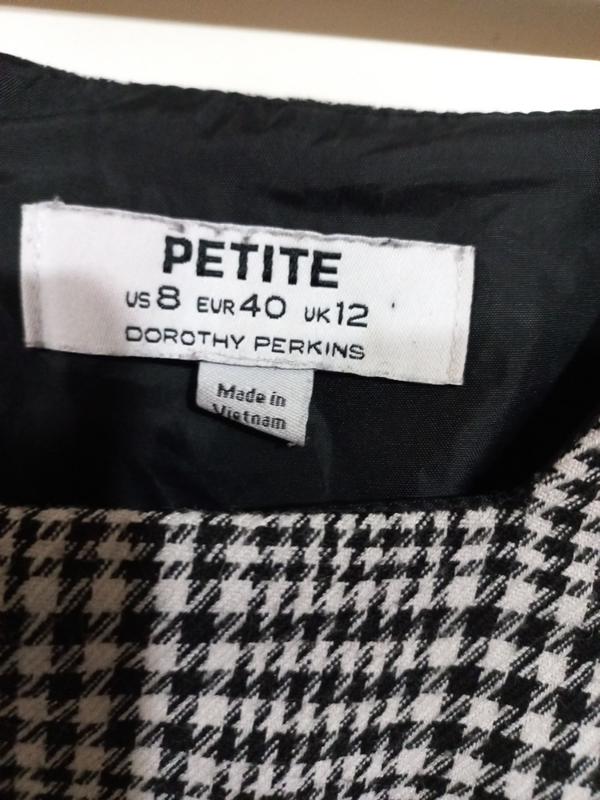 PETITE
US 8 EUR 40 UK 12
DOROTHY PERKINS
Made in
Vietnam